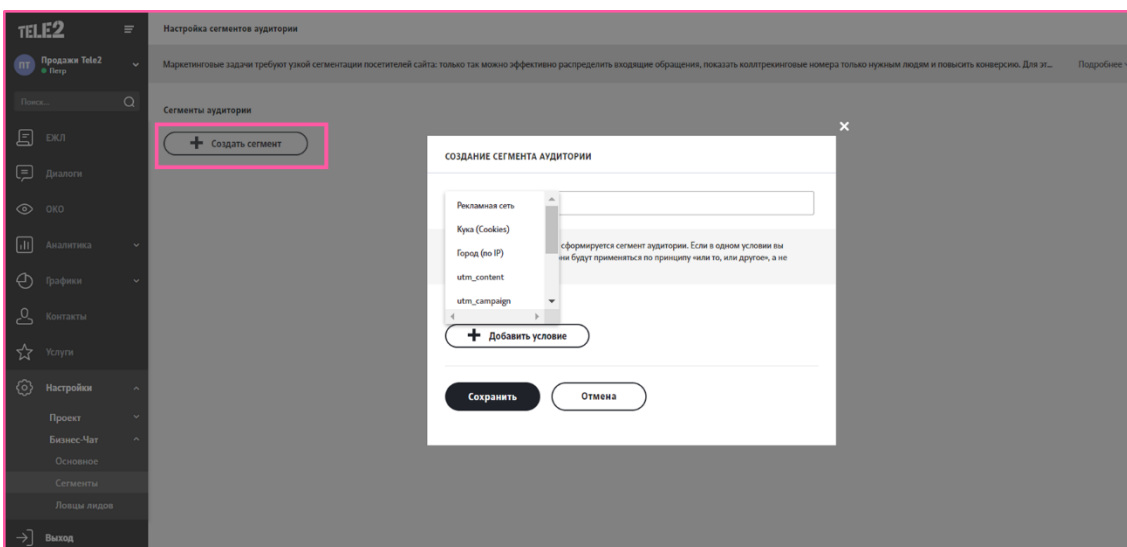 TELE2
Настройка сегментов аудитории
ПТ
Продажи Tele2
Петр
Маркетинговые задачи требуют узкой сегментации посетителей сайта: только так можно эффективно распределить входящие обращения, показать коллтрекинговые номера только нужным людям и повысить конверсию. Для эт...
Подробнее
Поиск...
Сегменты аудитории
Создать сегмент
ЕЖЛ
Диалоги
ОКО
Аналитика
Графики
Контакты
Услуги
Настройки
Проект
Бизнес-Чат
Основное
Сегменты
Ловцы лидов
Выход
СОЗДАНИЕ СЕГМЕНТА АУДИТОРИИ
Рекламная сеть
Кука (Cookies)
Город (по IP)
utm_content
utm_campaign
сформируется сегмент аудитории. Если в одном условии вы
они будут применяться по принципу «или то, или другое», а не
Добавить условие
Сохранить
Отмена